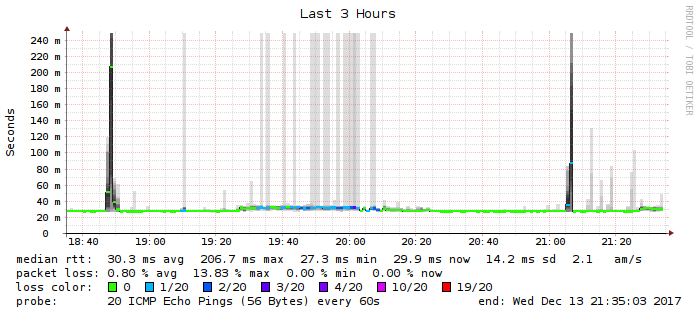 Last 3 Hours
RRDTOOL / TOBI OETIKER
Seconds
240 m
220 m
200 m
180 m
160 m
140 m
120 m
100 m
80 m
60 m
40 m
20 m
0
18:40 19:00 19:20 19:40 20:00 20:20 20:40 21:00 21:20
median rtt: 30.3 ms avg 206.7 ms max 27.3 ms min 29.9 ms now 14.2 ms sd 2.1 am/s
packet loss: 0.80 % avg 13.83 % max 0.00 % min 0.00 % now
loss color: 0 1/20 2/20 3/20 4/20 10/20 19/20
probe: 20 ICMP Echo Pings (56 Bytes) every 60s end: Wed Dec 13 21:35:03 2017